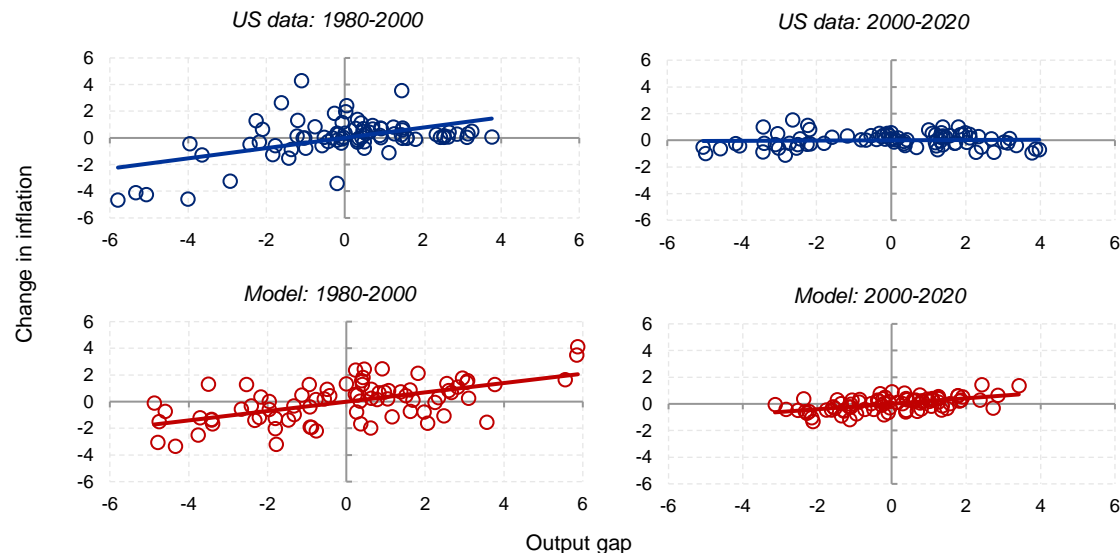 US data: 1980-2000
US data: 2000-2020
6
4
2
0
-2
-4
-6
-6 -4 -2 0 2 4 6
6
4
2
0
-2
-4
-6
-6 -4 -2 0 2 4 6
Change in inflation
Model: 1980-2000
Model: 2000-2020
6
4
2
0
-2
-4
-6
-6 -4 -2 0 2 4 6
6
4
2
0
-2
-4
-6
-6 -4 -2 0 2 4 6
Output gap